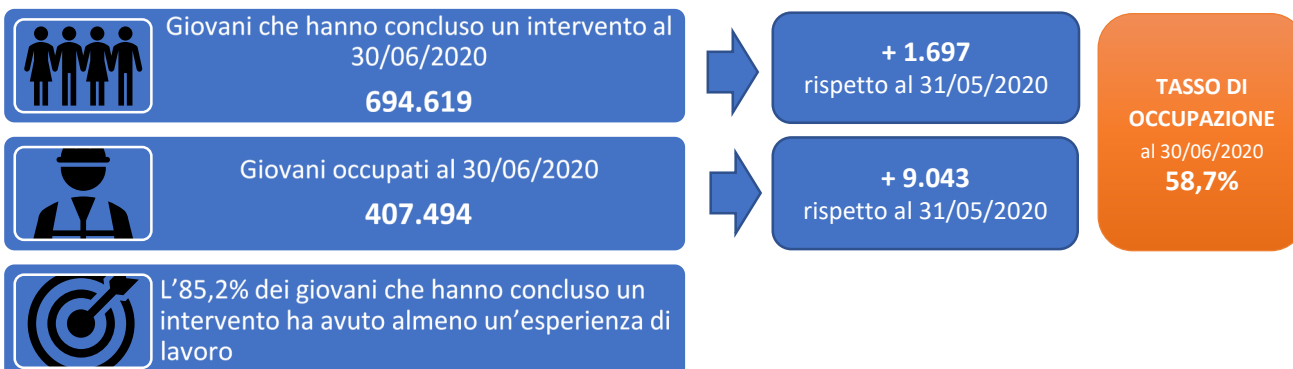 Giovani che hanno concluso un intervento al
30/06/2020
694.619
+ 1.697
rispetto al 31/05/2020
TASSO DI
OCCUPAZIONE
al 30/06/2020
58,7%
Giovani occupati al 30/06/2020
407.494
+ 9.043
rispetto al 31/05/2020
L’85,2% dei giovani che hanno concluso un
intervento ha avuto almeno un’esperienza di
lavoro